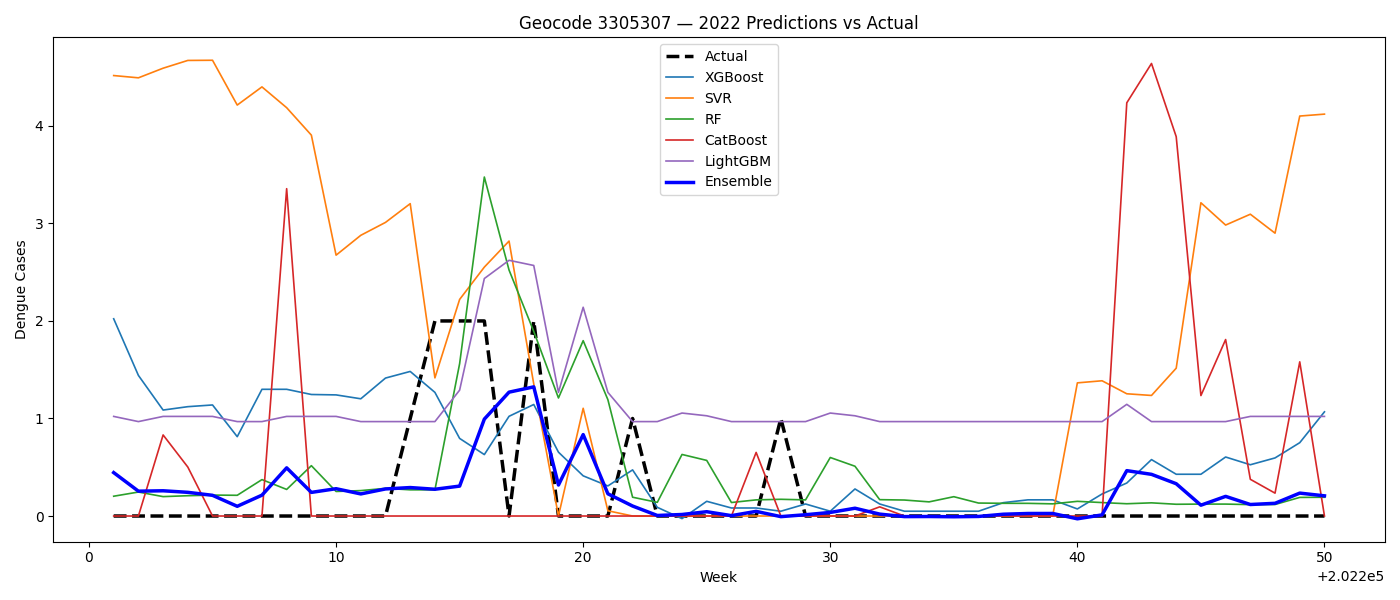 Geocode 3305307 — 2022 Predictions vs Actual
Actual
XGBoost
SVR
RF
CatBoost
LightGBM
Ensemble
Dengue Cases
4
3
2
1
0
0 10 20 30 40 50
Week
+2.022e5